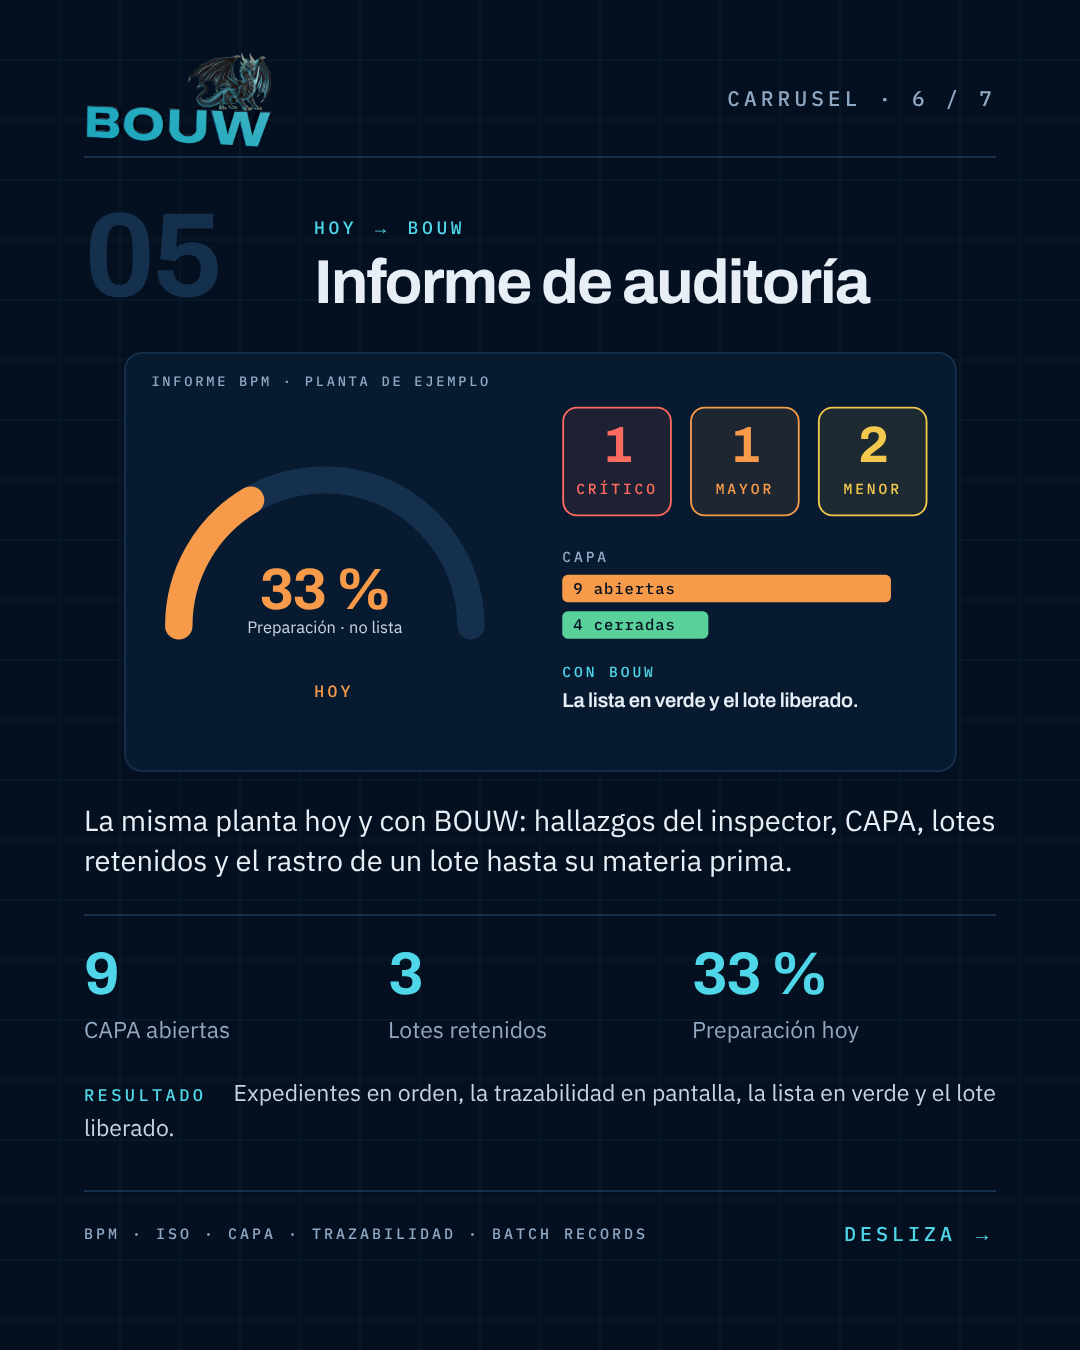 BOUW
CARRUSEL · 6 / 7
05
HOY → BOUW
Informe de auditoría
INFORME BPM · PLANTA DE EJEMPLO
33 %
Preparación · no lista
HOY
1
CRÍTICO
1
MAYOR
2
MENOR
CAPA
9 abiertas
4 cerradas
CON BOUW
La lista en verde y el lote liberado.
La misma planta hoy y con BOUW: hallazgos del inspector, CAPA, lotes
retenidos y el rastro de un lote hasta su materia prima.
9
CAPA abiertas
3
Lotes retenidos
33 %
Preparación hoy
RESULTADO Expedientes en orden, la trazabilidad en pantalla, la lista en verde y el lote
liberado.
BPM · ISO · CAPA · TRAZABILIDAD · BATCH RECORDS
DESLIZA →